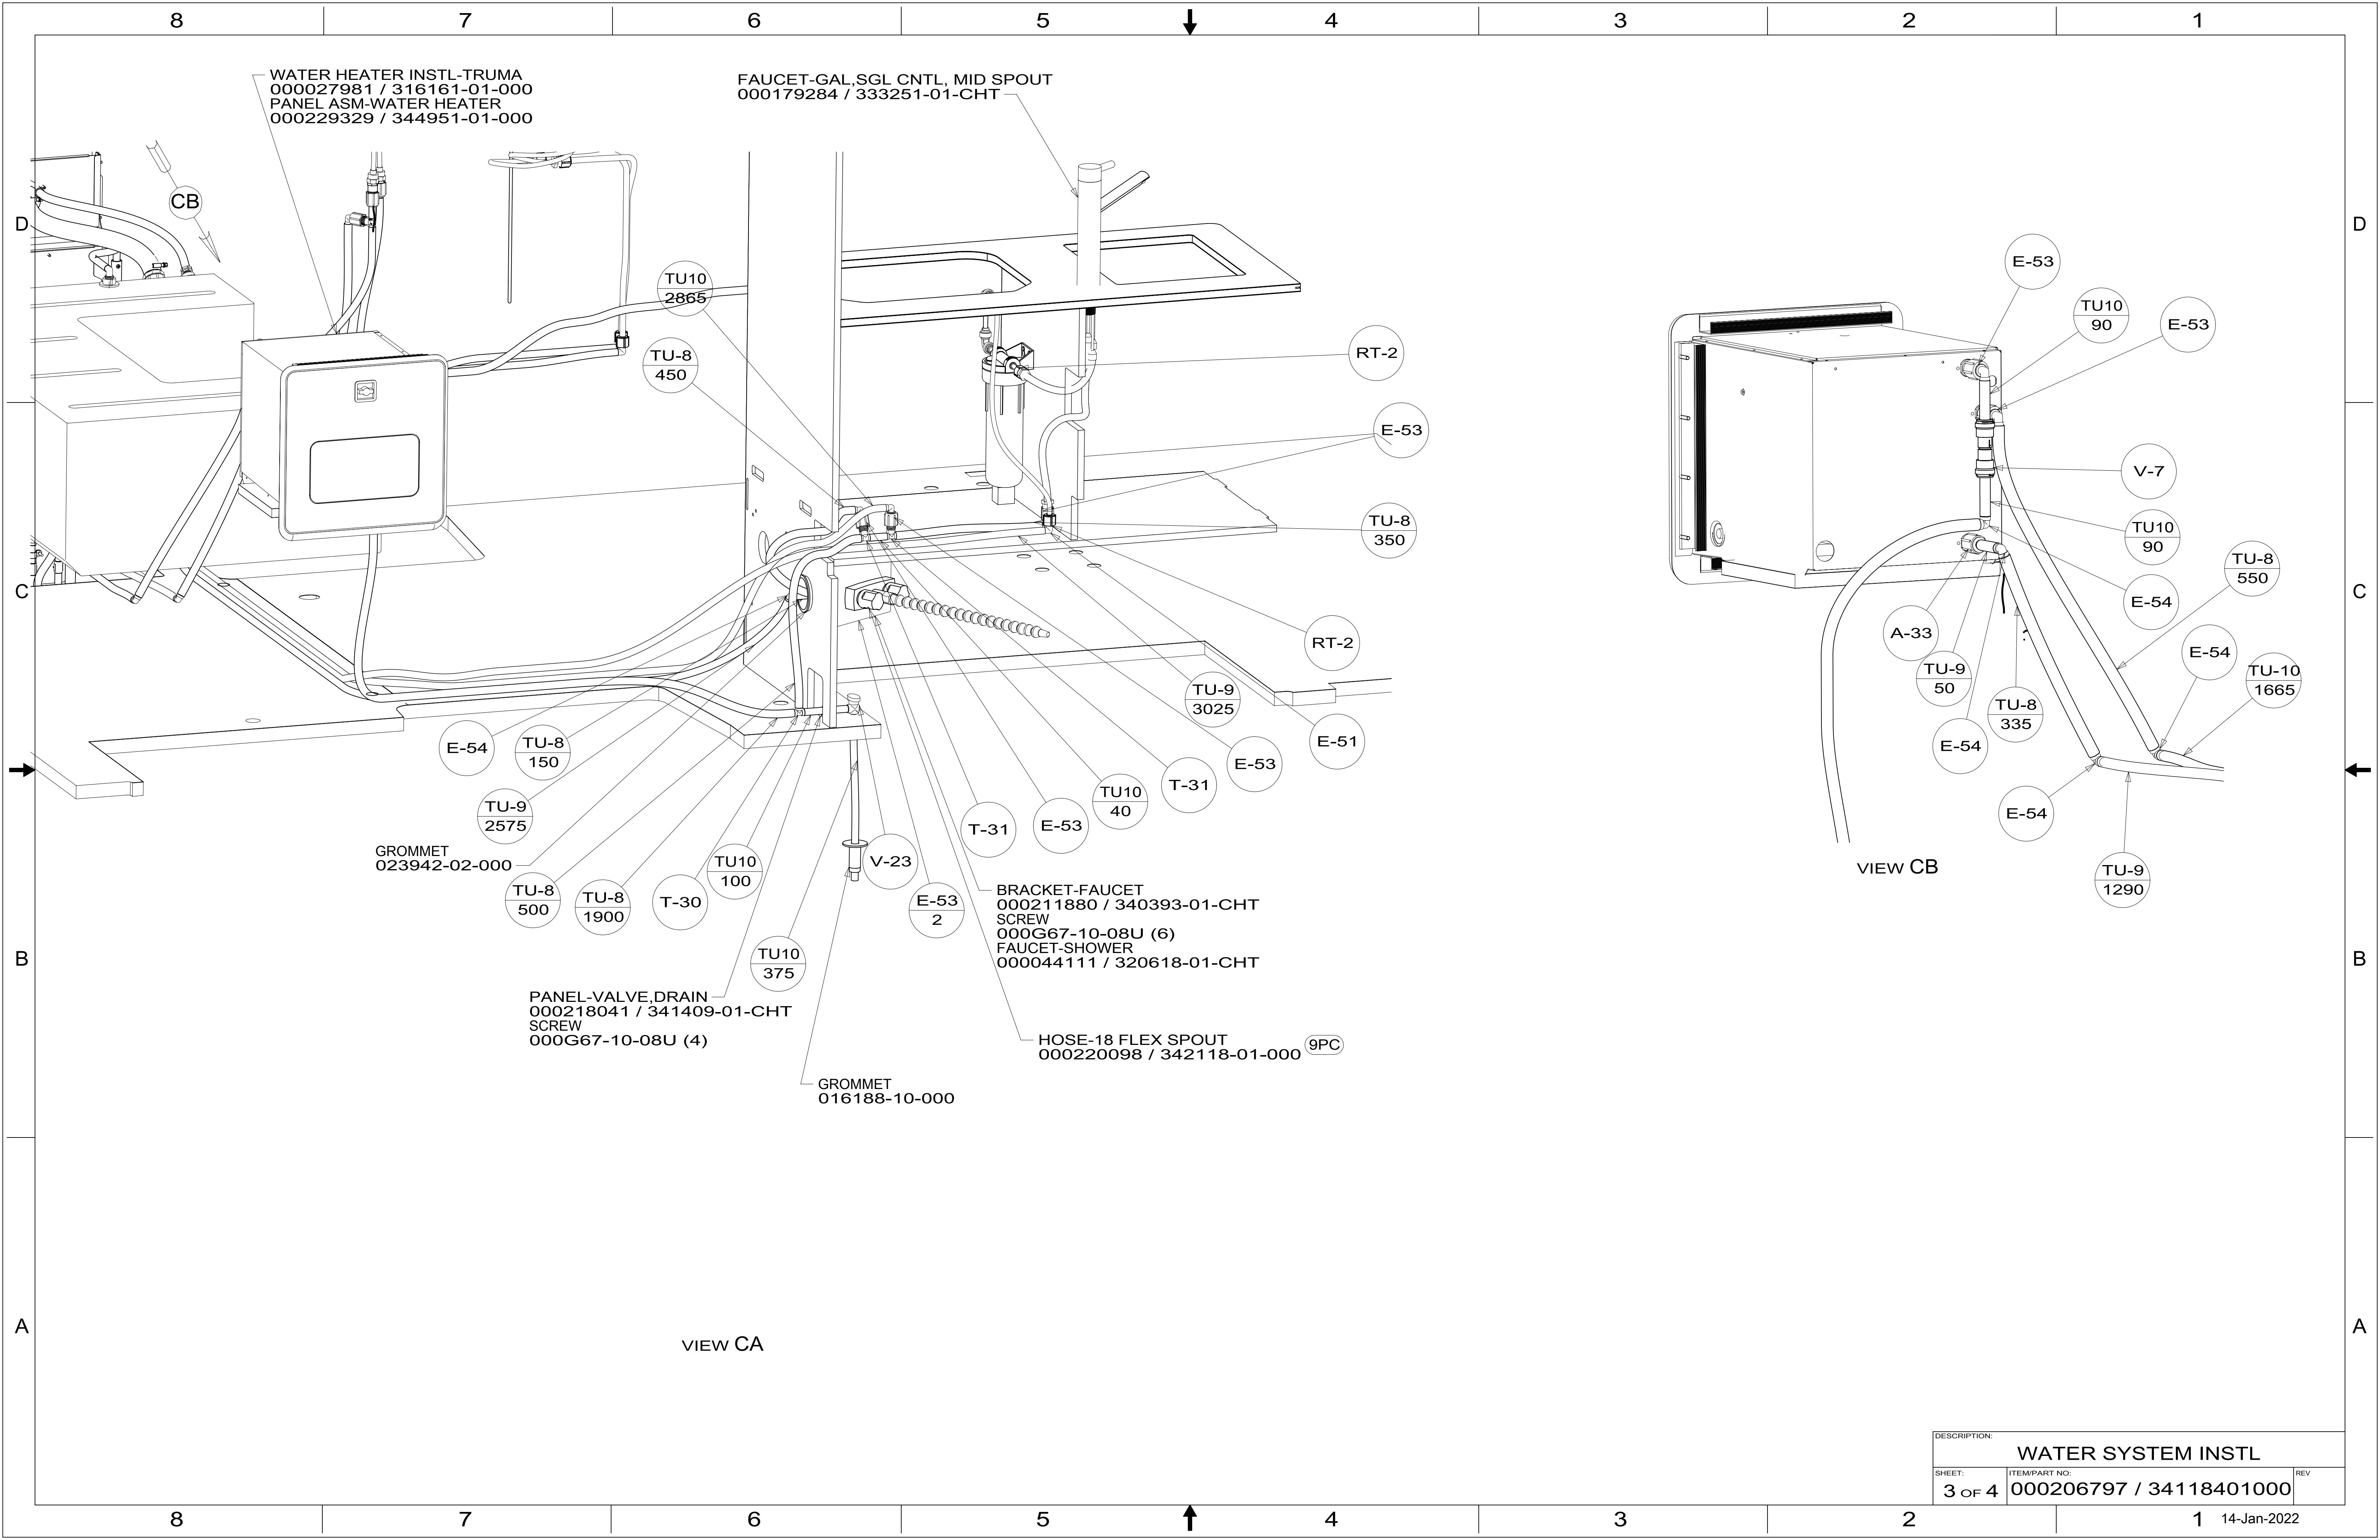 8 7 6 5 4 3 2 1
WATER HEATER INSTL-TRUMA
000027981 / 316161-01-000
PANEL ASM-WATER HEATER
000229329 / 344951-01-000
FAUCET-GAL,SGL CNTL, MID SPOUT
000179284 / 333251-01-CHT
CB
D
D
TU10
2865
TU-8
450
RT-2
E-53
TU-8
350
C
RT-2
TU-9
3025
E-51
E-53
T-31
TU10
40
E-53
T-31
E-54
TU-8
150
TU-9
2575
GROMMET
023942-02-000
TU-8
500
TU-8
1900
T-30
TU10
100
V-23
E-53
2
TU10
375
BRACKET-FAUCET
000211880 / 340393-01-CHT
SCREW
000G67-10-08U (6)
FAUCET-SHOWER
000044111 / 320618-01-CHT
PANEL-VALVE,DRAIN
000218041 / 341409-01-CHT
SCREW
000G67-10-08U (4)
HOSE-18 FLEX SPOUT
000220098 / 342118-01-000
9PC
GROMMET
016188-10-000
VIEW CA
E-53
TU10
90
E-53
V-7
TU10
90
TU-8
550
C
E-54
A-33
E-54
TU-9
50
TU-10
1665
TU-8
335
E-54
E-54
TU-9
1290
VIEW CB
B
B
A
A
DESCRIPTION:
WATER SYSTEM INSTL
SHEET:
3 OF 4
ITEM/PART NO:
000206797 / 34118401000
REV
8 7 6 5 4 3 2 1
14-Jan-2022